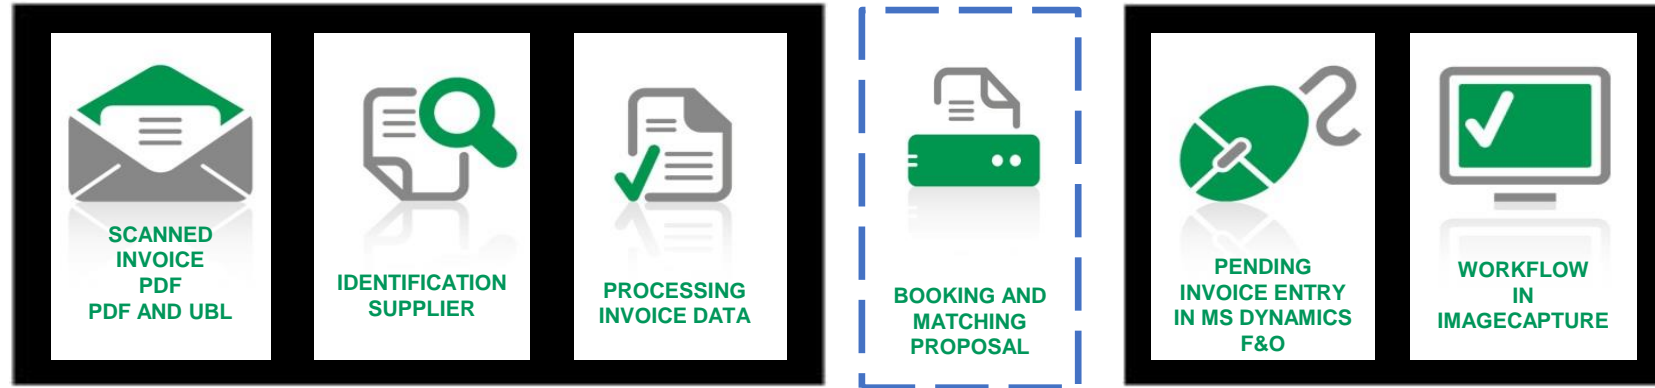 SCANNED
INVOICE
PDF
PDF AND UBL
IDENTIFICATION
SUPPLIER
PROCESSING
INVOICE DATA
BOOKING AND
MATCHING
PROPOSAL
PENDING
INVOICE ENTRY
IN MS DYNAMICS
F&O
WORKFLOW
IN
IMAGECAPTURE